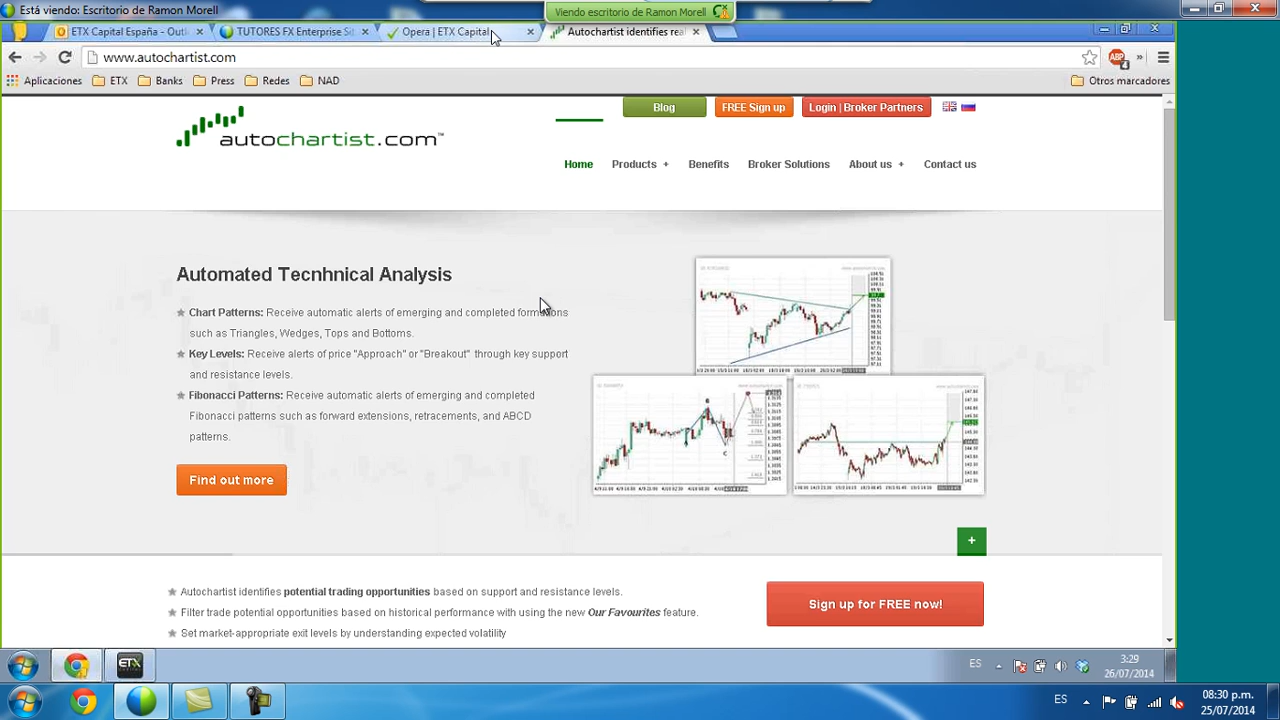 Está viendo: Escritorio de Ramon Morell
Viendo escritorio de Ramon Morell
ETX Capital España - Outl
TUTORES FX Enterprise Si
Opera | ETX Capital
Autochartist identifies rea
www.autochartist.com
ABP
4
Aplicaciones
ETX
Banks
Press
Redes
NAD
Otros marcadores
Blog
FREE Sign up
Login | Broker Partners
autochartist.com™
Home
Products +
Benefits
Broker Solutions
About us +
Contact us
Automated Tecnhnical Analysis
Chart Patterns: Receive automatic alerts of emerging and completed formations
such as Triangles, Wedges, Tops and Bottoms.
Key Levels: Receive alerts of price "Approach" or "Breakout" through key support
and resistance levels.
Fibonacci Patterns: Receive automatic alerts of emerging and completed
Fibonacci patterns such as forward extensions, retracements, and ABCD
patterns.
Find out more
+
Autochartist identifies potential trading opportunities based on support and resistance levels.
Filter trade potential opportunities based on historical performance with using the new Our Favourites feature.
Set market-appropriate exit levels by understanding expected volatility
Sign up for FREE now!
ETX
CAPITAL
ES
3:29
26/07/2014
ES
08:30 p.m.
25/07/2014